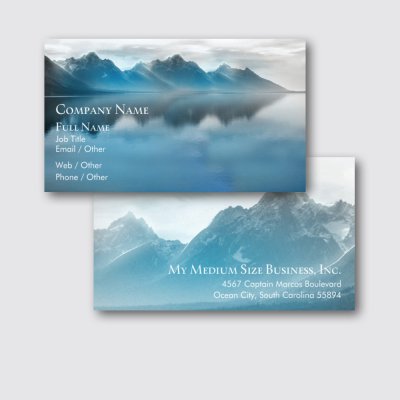 Company Name
Full Name
Job Title
Email / Other
Web / Other
Phone / Other
My Medium Size Business, Inc.
4567 Captain Marcos Boulevard
Ocean City, South Carolina 55894